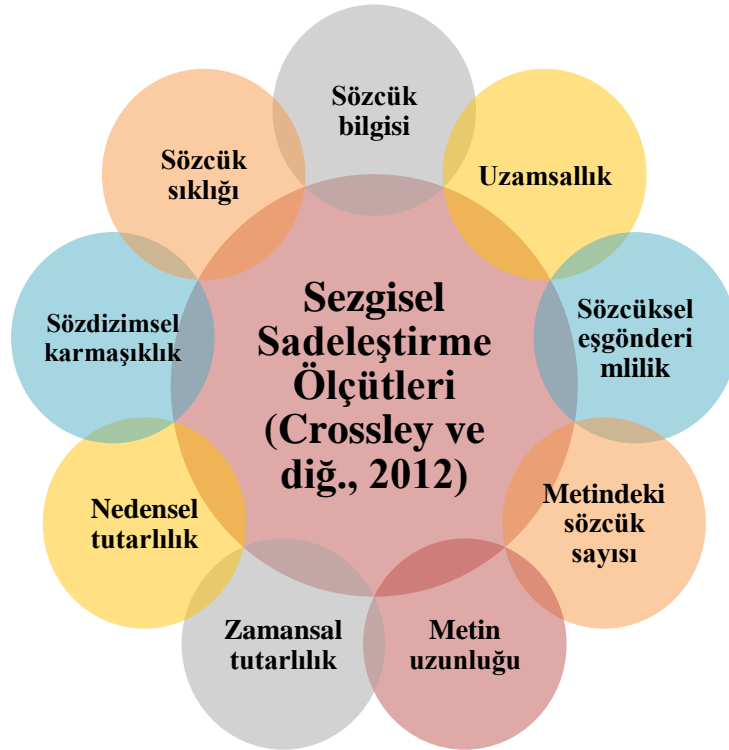 Sözcük
bilgisi
Uzamsallık
Sözcüksel
eşgönderi
mlilik
Metindeki
sözcük
sayısı
Metin
uzunluğu
Zamansal
tutarlılık
Nedensel
tutarlılık
Sözdizimsel
karmaşıklık
Sözcük
sıklığı
Sezgisel
Sadeleştirme
Ölçütleri
(Crossley ve
diğ., 2012)